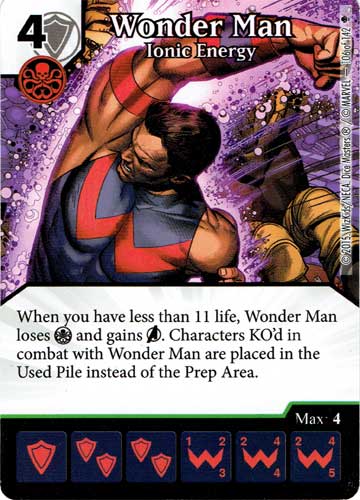 4
Wonder Man
Ionic Energy
©2015 WizKids/NECA. Dice Masters ® / © MARVEL — 106of142
When you have less than 11 life, Wonder Man
loses and gains . Characters KO'd in
combat with Wonder Man are placed in the
Used Pile instead of the Prep Area.
Max: 4
1 2 3
2 4 4
2 4 5